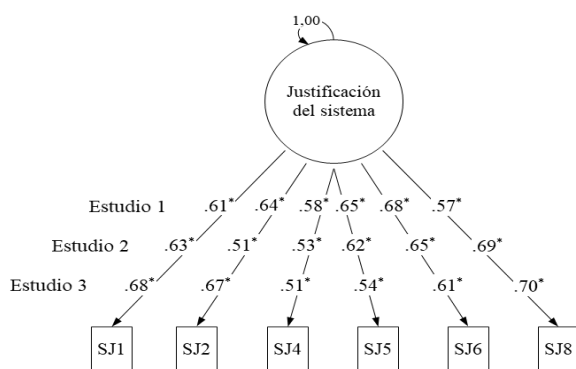 1,00
Justificación
del sistema
Estudio 1 .61* .64* .58* .65* .68* .57*
Estudio 2 .63* .51* .53* .62* .65* .69*
Estudio 3 .68* .67* .51* .54* .61* .70*
SJ1 SJ2 SJ4 SJ5 SJ6 SJ8